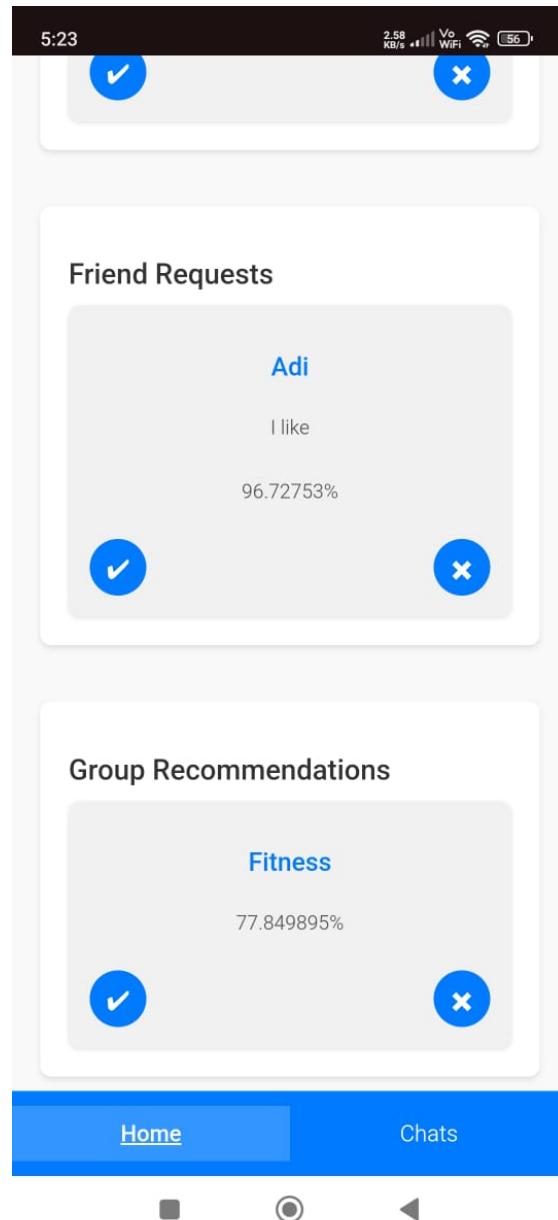 5:23
2.58 KB/s Vo WiFi 56
Friend Requests
Adi
I like
96.72753%
Group Recommendations
Fitness
77.849895%
Home Chats